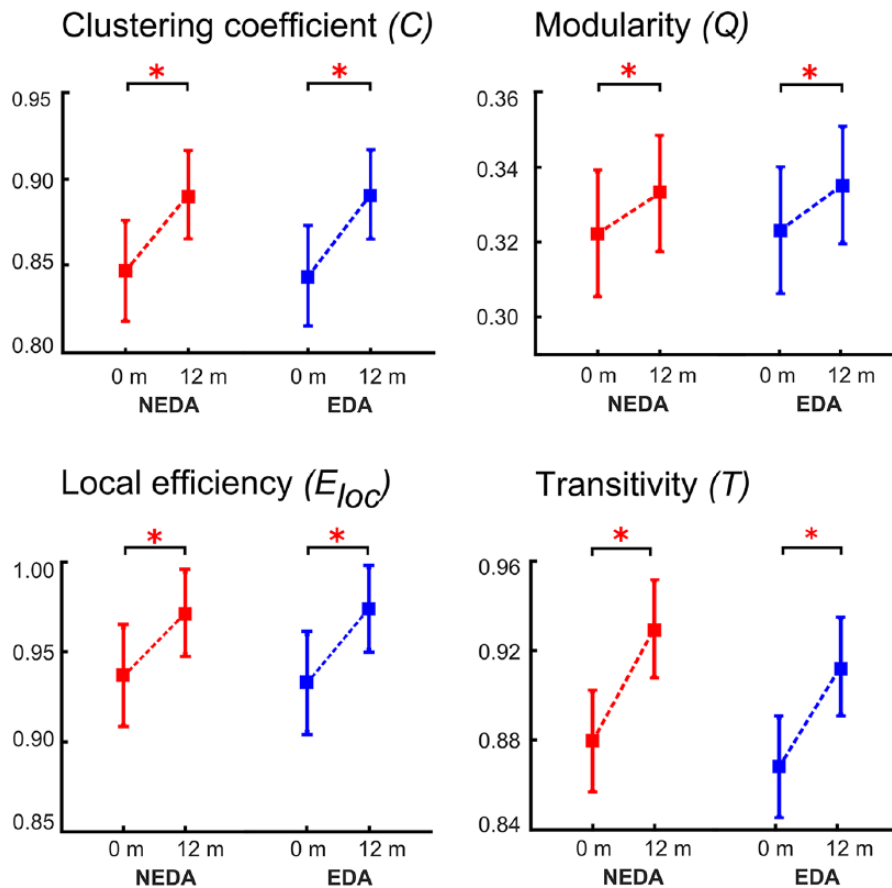 Clustering coefficient (C)
* *
0.95
0.90
0.85
0.80
0 m 12 m 0 m 12 m
NEDA EDA
Modularity (Q)
* *
0.36
0.34
0.32
0.30
0 m 12 m 0 m 12 m
NEDA EDA
Local efficiency (Eloc)
* *
1.00
0.95
0.90
0.85
0 m 12 m 0 m 12 m
NEDA EDA
Transitivity (T)
* *
0.96
0.92
0.88
0.84
0 m 12 m 0 m 12 m
NEDA EDA